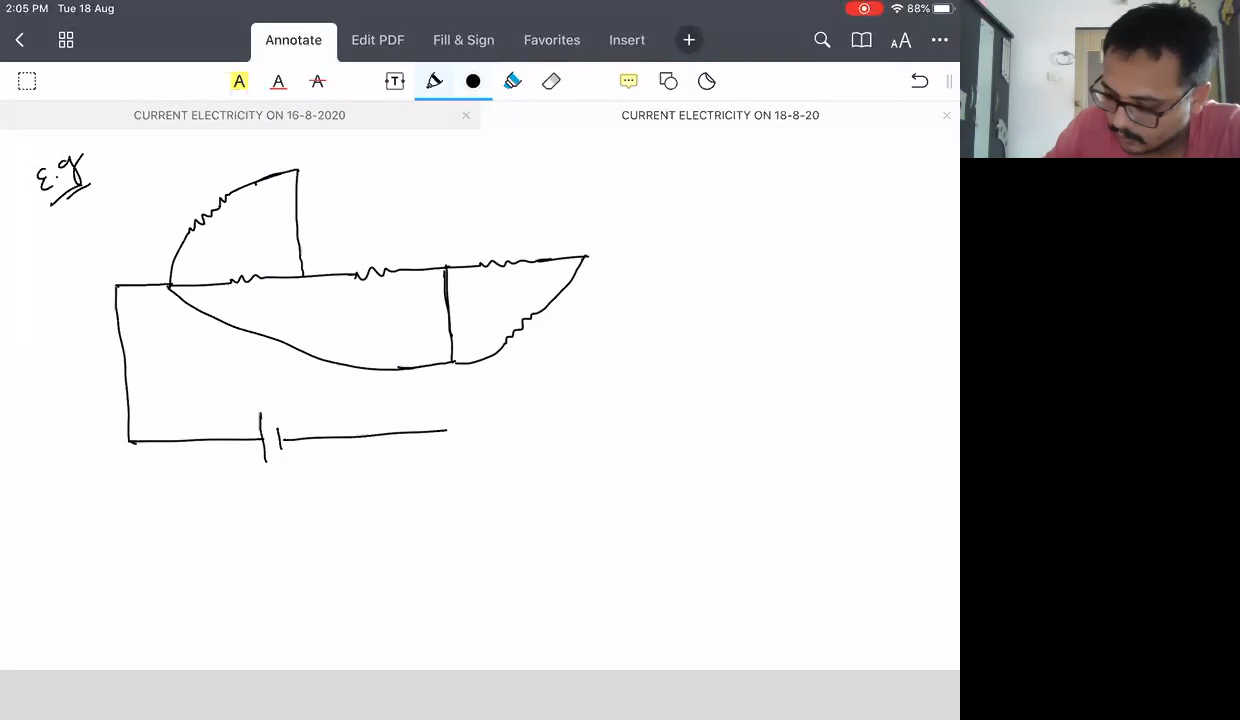 2:05 PM Tue 18 Aug
88%
Annotate Edit PDF Fill & Sign Favorites Insert
AA
A A A T
CURRENT ELECTRICITY ON 16-8-2020
CURRENT ELECTRICITY ON 18-8-20
E.g